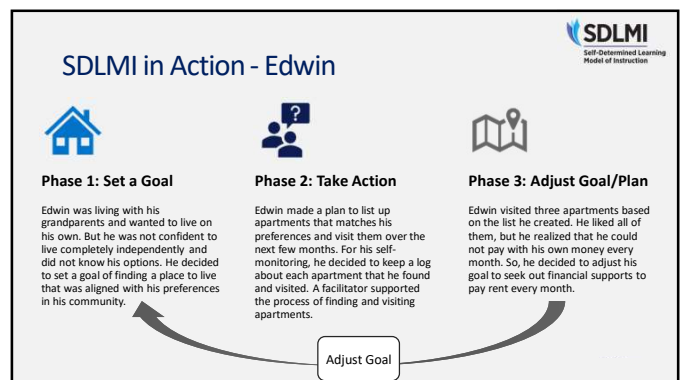 SDLMI
Self-Determined Learning
Model of Instruction
SDLMI in Action - Edwin
?
Phase 1: Set a Goal
Edwin was living with his
grandparents and wanted to live on
his own. But he was not confident to
live completely independently and
did not know his options. He decided
to set a goal of finding a place to live
that was aligned with his preferences
in his community.
Phase 2: Take Action
Edwin made a plan to list up
apartments that matches his
preferences and visit them over the
next few months. For his self-
monitoring, he decided to keep a log
about each apartment that he found
and visited. A facilitator supported
the process of finding and visiting
apartments.
Phase 3: Adjust Goal/Plan
Edwin visited three apartments based
on the list he created. He liked all of
them, but he realized that he could
not pay with his own money every
month. So, he decided to adjust his
goal to seek out financial supports to
pay rent every month.
Adjust Goal